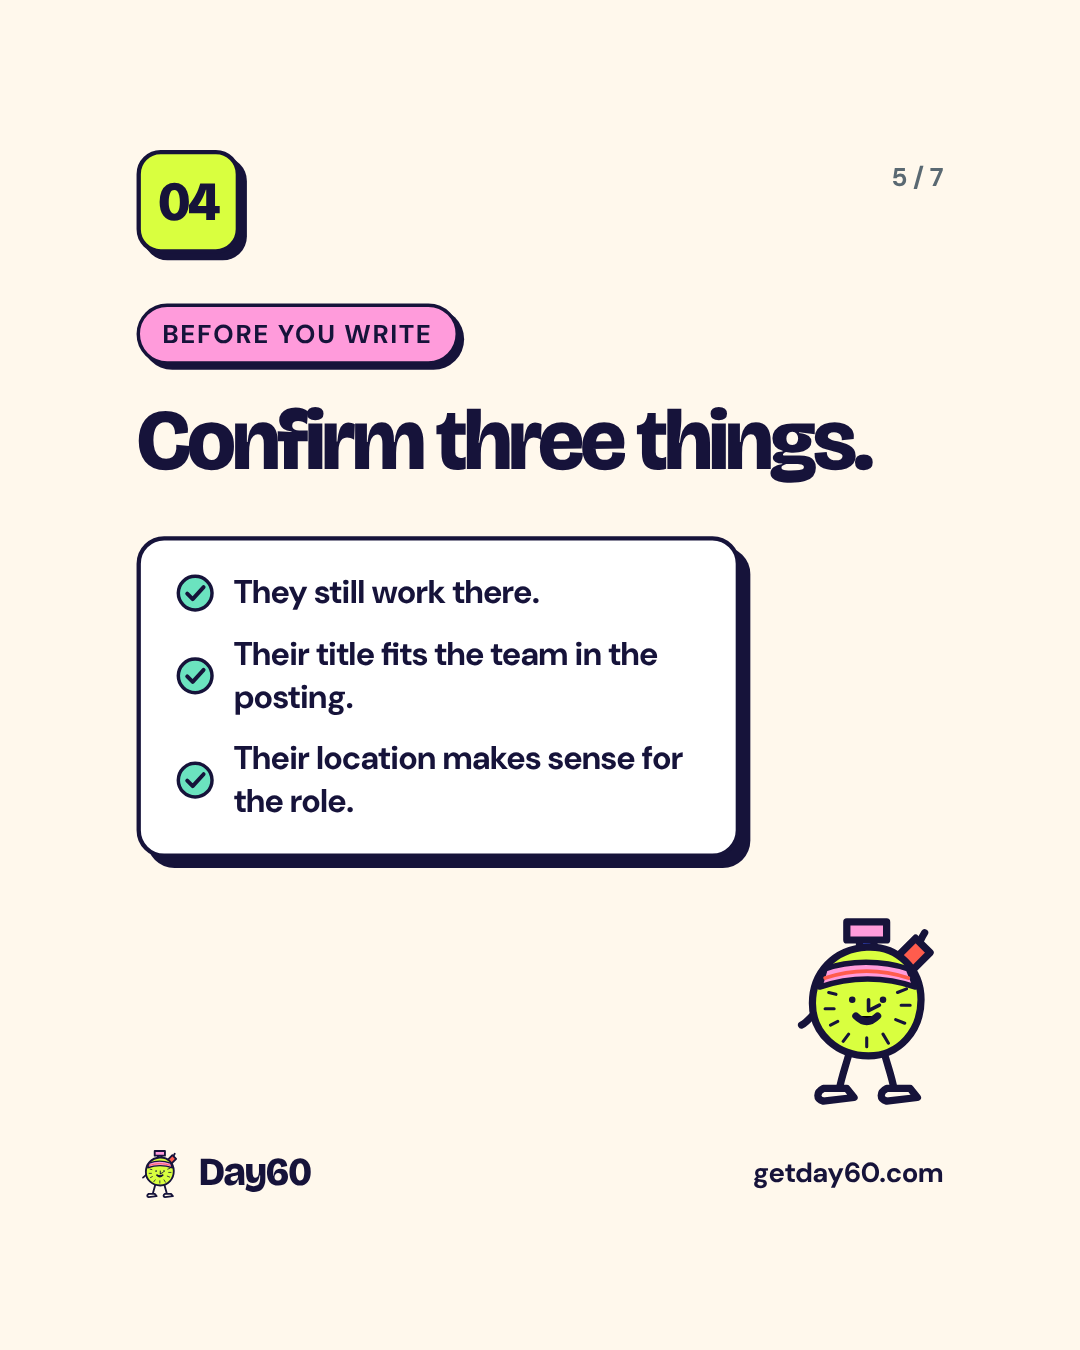 04
5 / 7
BEFORE YOU WRITE
Confirm three things.
They still work there.
Their title fits the team in the
posting.
Their location makes sense for
the role.
Day60
getday60.com